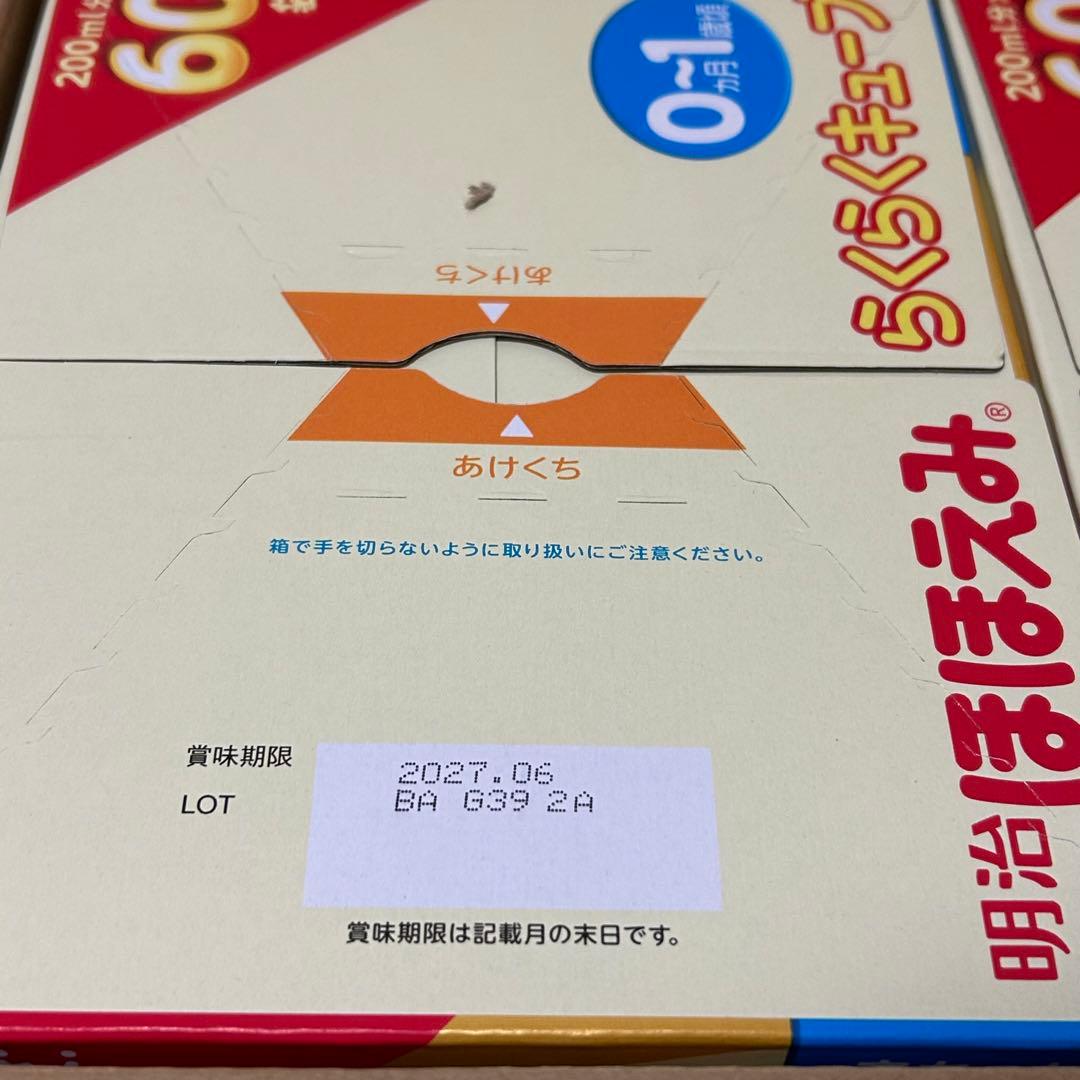 200ml分×
60
袋
0~1
カ月
歳頃
らくらくキューブ
あけくち
あけくち
箱で手を切らないように取り扱いにご注意ください。
賞味期限
2027.06
LOT
BA G39 2A
賞味期限は記載月の末日です。
明治ほほえみ®
200ml分×